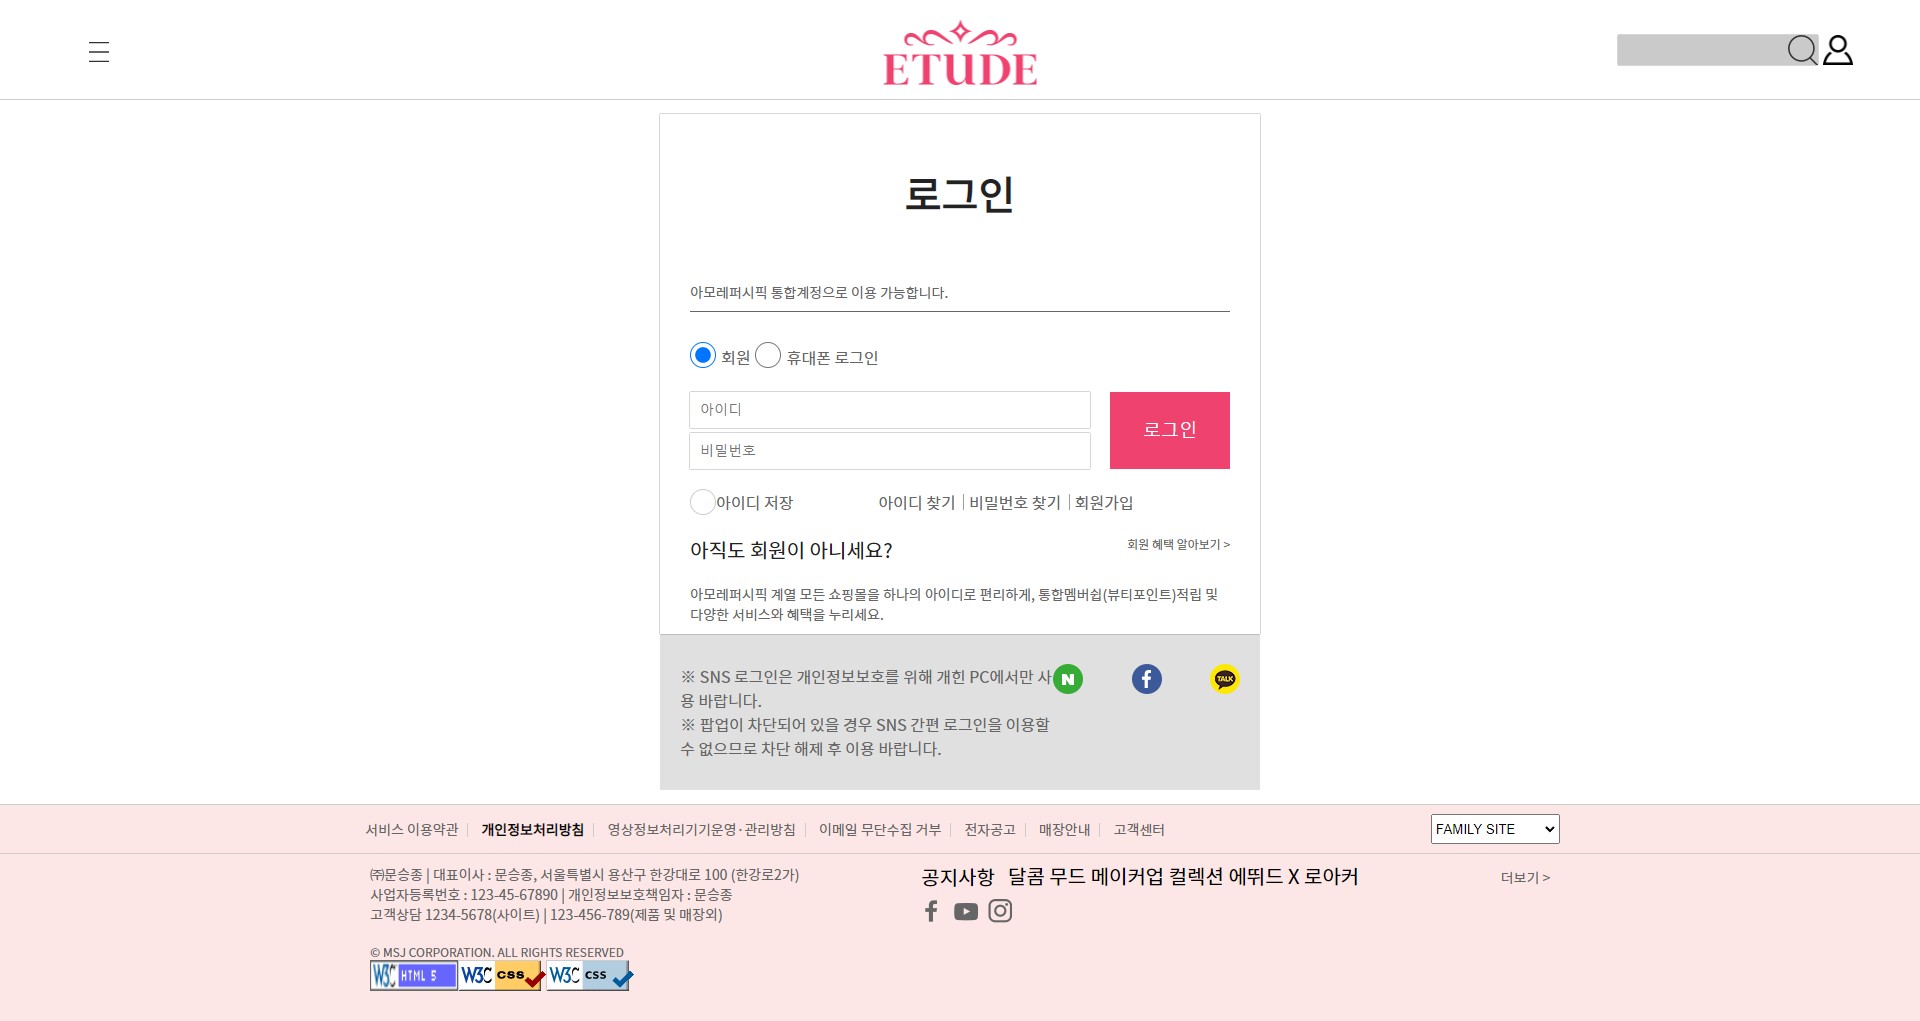 ETUDE
로그인
아모레퍼시픽 통합계정으로 이용 가능합니다.
회원 휴대폰 로그인
아이디
비밀번호
로그인
아이디 저장 아이디 찾기 비밀번호 찾기 회원가입
아직도 회원이 아니세요? 회원 혜택 알아보기 >
아모레퍼시픽 계열 모든 쇼핑몰을 하나의 아이디로 편리하게, 통합멤버쉽(뷰티포인트)적립 및
다양한 서비스와 혜택을 누리세요.
※ SNS 로그인은 개인정보보호를 위해 개힌 PC에서만 사
용 바랍니다.
※ 팝업이 차단되어 있을 경우 SNS 간편 로그인을 이용할
수 없으므로 차단 해제 후 이용 바랍니다.
N f TALK
서비스 이용약관 개인정보처리방침 영상정보처리기기운영·관리방침 이메일 무단수집 거부 전자공고 매장안내 고객센터 FAMILY SITE
㈜문승종 | 대표이사 : 문승종, 서울특별시 용산구 한강대로 100 (한강로2가)
사업자등록번호 : 123-45-67890 | 개인정보보호책임자 : 문승종
고객상담 1234-5678(사이트) | 123-456-789(제품 및 매장외)
© MSJ CORPORATION. ALL RIGHTS RESERVED
W3C HTML 5 W3C css W3C css
공지사항 달콤 무드 메이커업 컬렉션 에뛰드 X 로아커 더보기 >